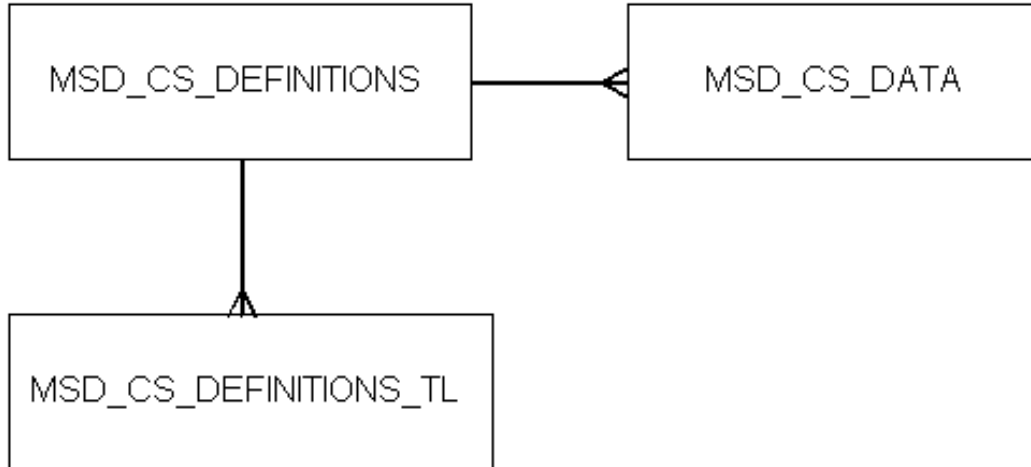 MSD_CS_DEFINITIONS
MSD_CS_DATA
MSD_CS_DEFINITIONS_TL